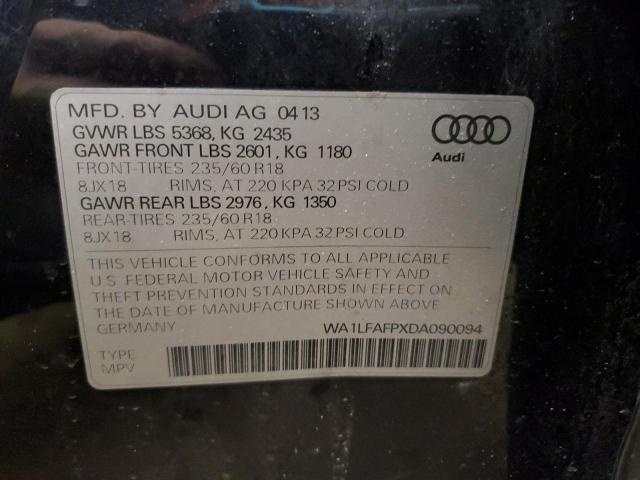 MFD. BY AUDI AG 0413
GVWR LBS 5368, KG 2435
GAWR FRONT LBS 2601, KG 1180
FRONT-TIRES 235/60 R18
8JX18 RIMS, AT 220 KPA 32 PSI COLD
GAWR REAR LBS 2976, KG 1350
REAR-TIRES 235/60 R18
8JX18 RIMS, AT 220 KPA 32 PSI COLD
Audi
THIS VEHICLE CONFORMS TO ALL APPLICABLE
U.S. FEDERAL MOTOR VEHICLE SAFETY AND
THEFT PREVENTION STANDARDS IN EFFECT ON
THE DATE OF MANUFACTURE SHOWN ABOVE.
GERMANY WA1LFAFPXDA090094
TYPE
MPV